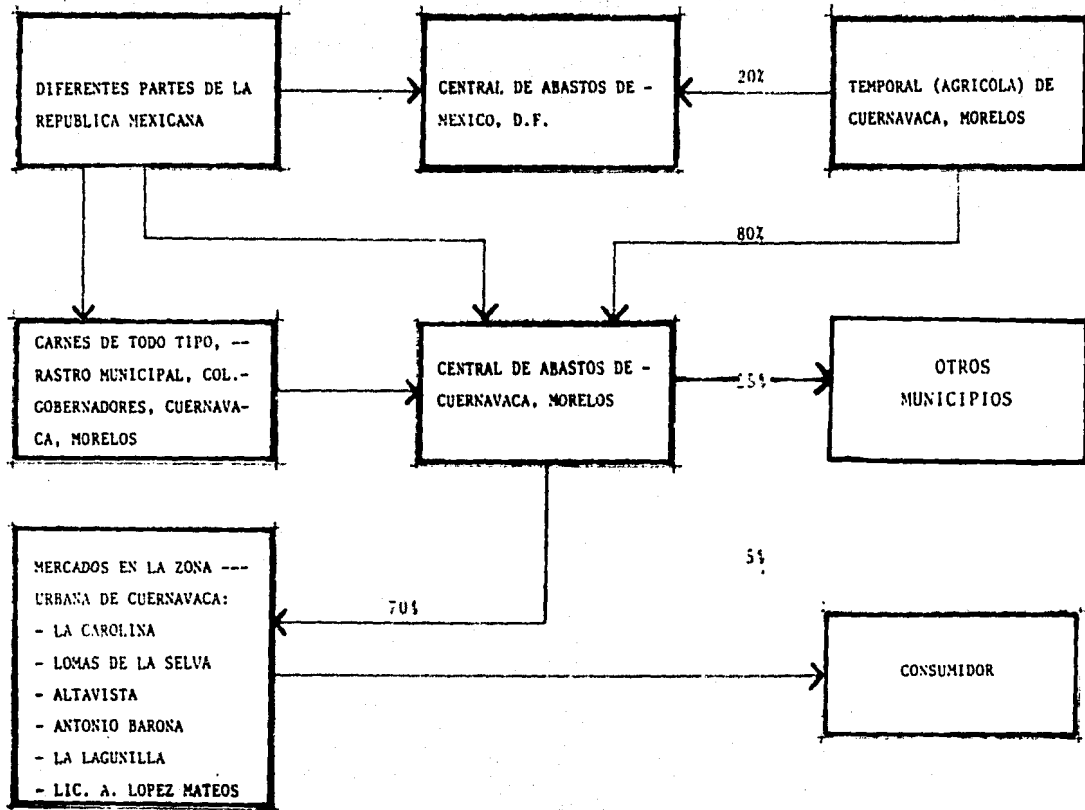 DIFERENTES PARTES DE LA
REPUBLICA MEXICANA
CENTRAL DE ABASTOS DE -
MEXICO, D.F.
20%
TEMPORAL (AGRICOLA) DE
CUERNAVACA, MORELOS
80%
CARNES DE TODO TIPO, --
RASTRO MUNICIPAL, COL.-
GOBERNADORES, CUERNAVA-
CA, MORELOS
CENTRAL DE ABASTOS DE -
CUERNAVACA, MORELOS
OTROS
MUNICIPIOS
MERCADOS EN LA ZONA ---
URBANA DE CUERNAVACA:
- LA CAROLINA
- LOMAS DE LA SELVA
- ALTAVISTA
- ANTONIO BARONA
- LA LAGUNILLA
- LIC. A. LOPEZ MATEOS
70%
5%
CONSUMIDOR